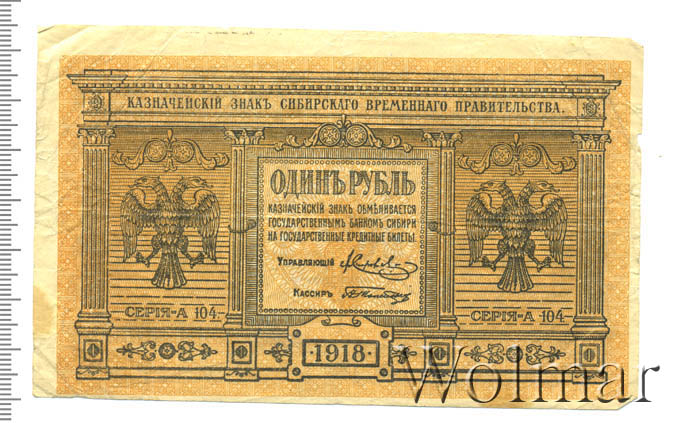 КАЗНАЧЕЙСКІЙ ЗНАКЪ СИБИРСКАГО ВРЕМЕННАГО ПРАВИТЕЛЬСТВА.
ОДИНЪ РУБЛЬ
КАЗНАЧЕЙСКІЙ ЗНАК ОБМѢНИВАЕТСЯ
ГОСУДАРСТВЕННЫМЪ БАНКОМЪ СИБИРИ
НА ГОСУДАРСТВЕННЫЕ КРЕДИТНЫЕ БИЛЕТЫ.
УПРАВЛЯЮЩІЙ
КАССИРЪ
СЕРІЯ-А 104.
СЕРІЯ-А 104.
·1918·
Wolmar